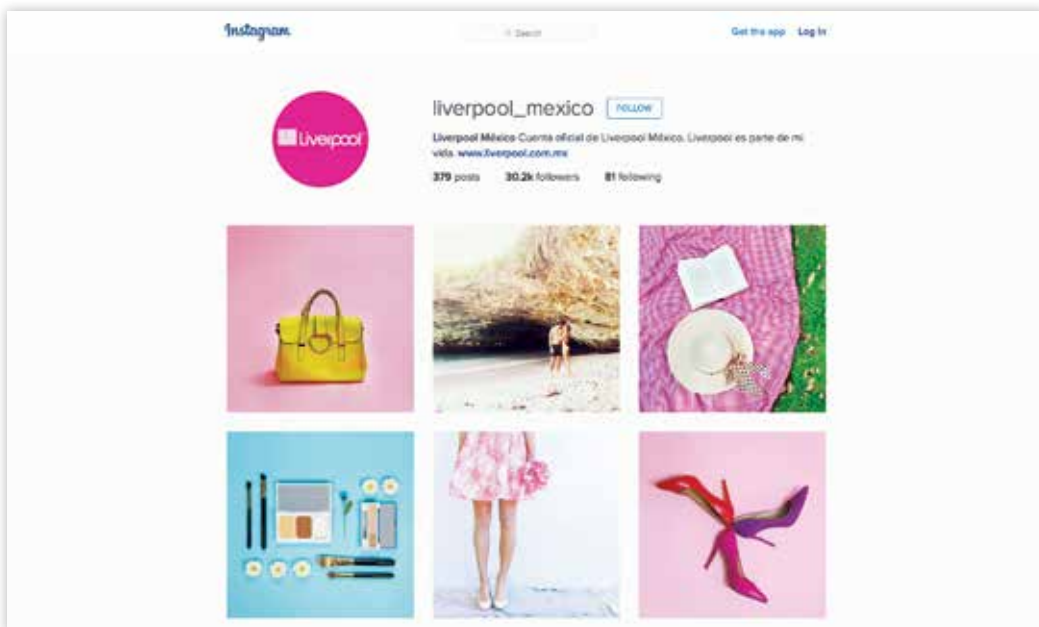 Instagram
Search
Get the app Log in
Liverpool
liverpool_mexico FOLLOW
Liverpool México Cuenta oficial de Liverpool México. Liverpool es parte de mi
vida. www.liverpool.com.mx
379 posts 30.2k followers 81 following